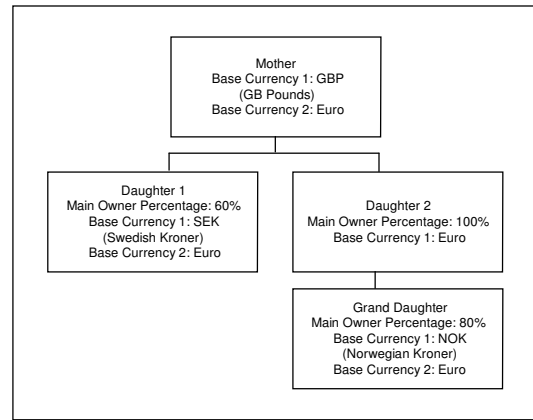 Mother
Base Currency 1: GBP
(GB Pounds)
Base Currency 2: Euro
Daughter 1
Main Owner Percentage: 60%
Base Currency 1: SEK
(Swedish Kroner)
Base Currency 2: Euro
Daughter 2
Main Owner Percentage: 100%
Base Currency 1: Euro
Grand Daughter
Main Owner Percentage: 80%
Base Currency 1: NOK
(Norwegian Kroner)
Base Currency 2: Euro